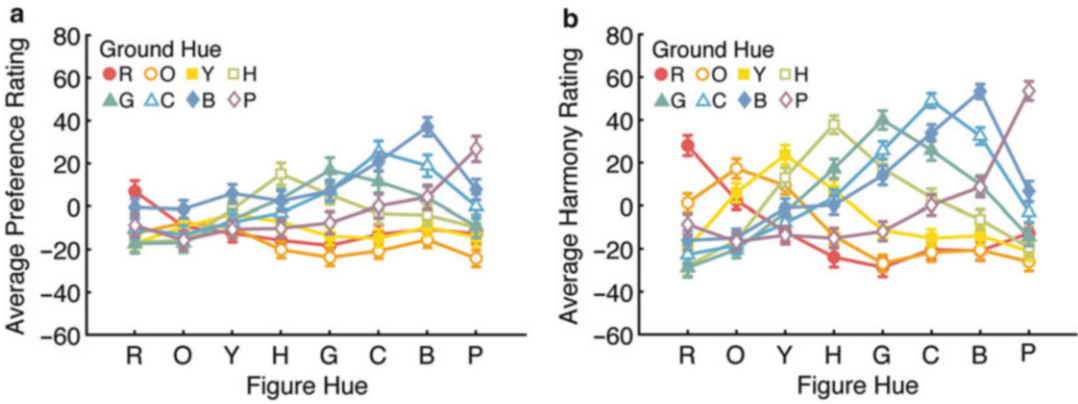 a
Average Preference Rating
80
60
40
20
0
−20
−40
−60
Ground Hue
R O Y H
G C B P
R O Y H G C B P
Figure Hue
b
Average Harmony Rating
80
60
40
20
0
−20
−40
−60
Ground Hue
R O Y H
G C B P
R O Y H G C B P
Figure Hue